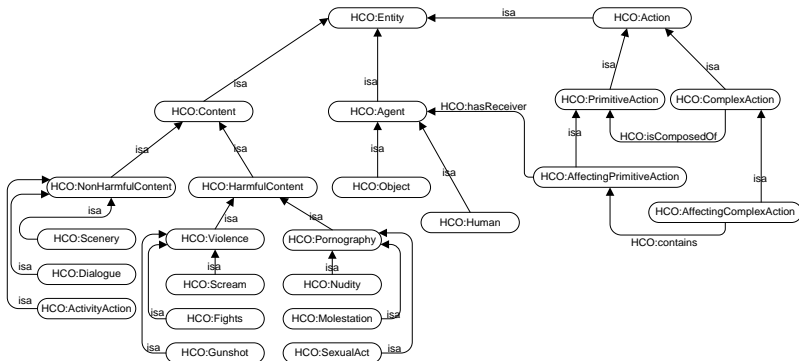 HCO:Entity
isa
HCO:Action
isa
isa
isa
isa
HCO:Content
HCO:Agent
HCO:hasReceiver
HCO:PrimitiveAction
HCO:ComplexAction
HCO:isComposedOf
isa
isa
isa
isa
isa
isa
HCO:NonHarmfulContent
HCO:HarmfulContent
HCO:Object
HCO:AffectingPrimitiveAction
isa
isa
isa
HCO:Human
HCO:AffectingComplexAction
HCO:Scenery
HCO:Violence
HCO:Pornography
HCO:contains
isa
isa
isa
HCO:Dialogue
HCO:Scream
HCO:Nudity
isa
HCO:ActivityAction
isa
HCO:Fights
HCO:Molestation
isa
isa
HCO:Gunshot
HCO:SexualAct
isa